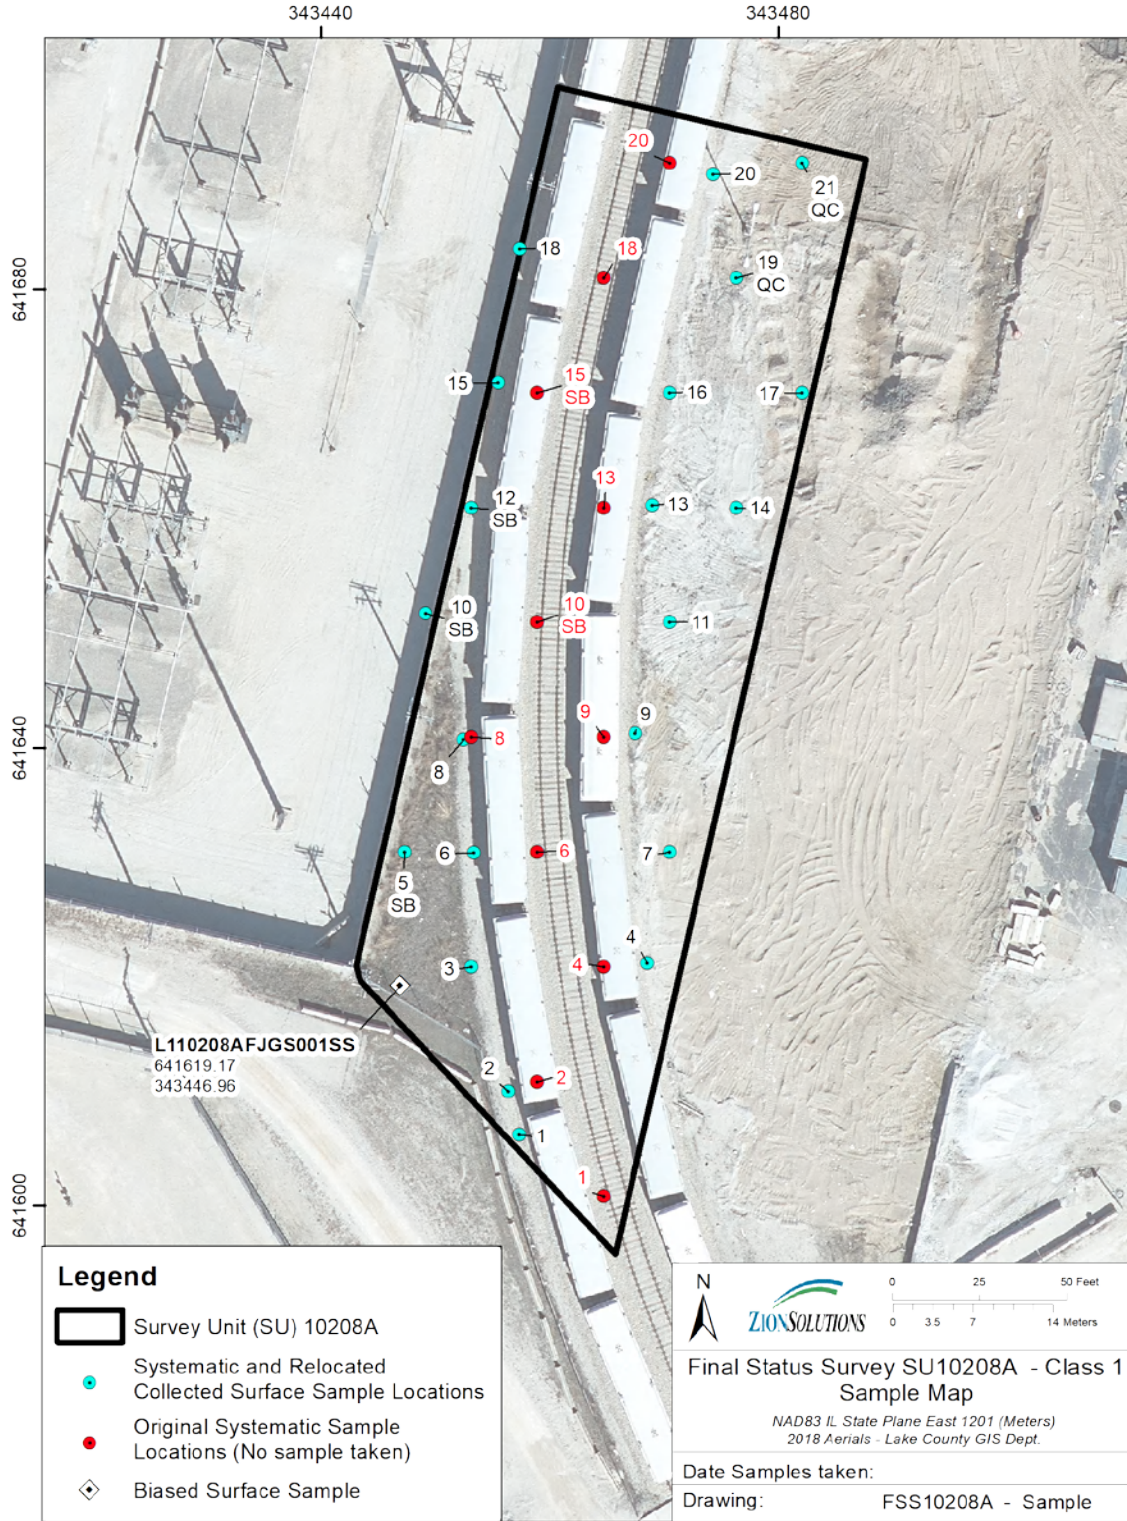 343440
343480
20
20
21
QC
18
18
19
QC
641680
15
15
SB
16
17
12
SB
13
13
14
10
SB
10
SB
11
9
9
8
8
641640
6
6
7
5
SB
4
4
3
L110208AFJGS001SS
641619.17
343446.96
2
2
1
1
641600
Legend
Survey Unit (SU) 10208A
Systematic and Relocated
Collected Surface Sample Locations
Original Systematic Sample
Locations (No sample taken)
Biased Surface Sample
N
ZIONSOLUTIONS
0 25 50 Feet
0 3.5 7 14 Meters
Final Status Survey SU10208A - Class 1
Sample Map
NAD83 IL State Plane East 1201 (Meters)
2018 Aerials - Lake County GIS Dept.
Date Samples taken:
Drawing: FSS10208A - Sample